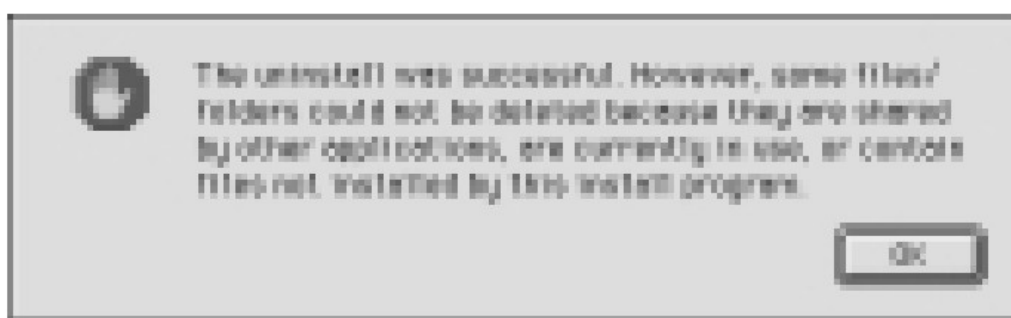 The uninstall was successful. However, some files/
folders could not be deleted because they are shared
by other applications, are currently in use, or contain
files not installed by this install program.
OK